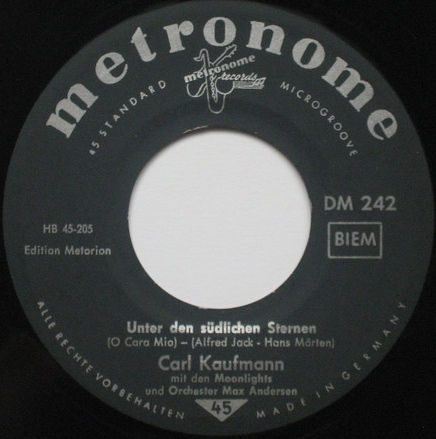 metronome
metronome
records
45 STANDARD
MICROGROOVE
DM 242
HB 45-205
BIEM
Edition Metorion
Unter den südlichen Sternen
(O Cara Mia) – (Alfred Jack - Hans Mårten)
Carl Kaufmann
mit den Moonlights
und Orchester Max Andersen
45
ALLE RECHTE VORBEHALTEN
MADE IN GERMANY